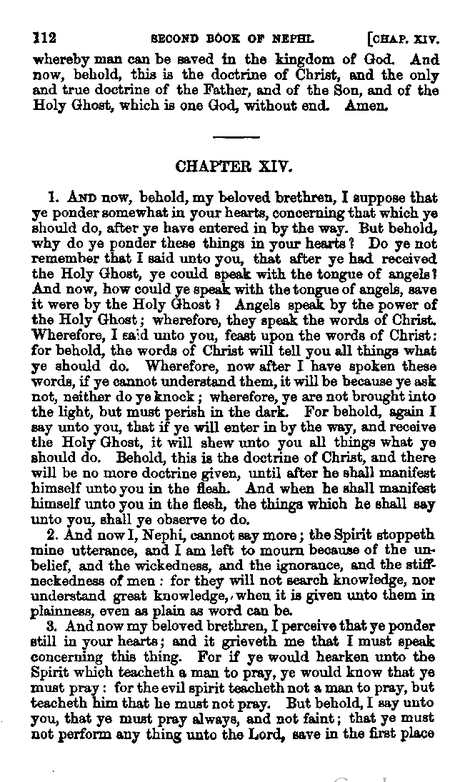 112 SECOND BOOK OF NEPHI. [CHAP. XIV.
whereby man can be saved in the kingdom of God. And
now, behold, this is the doctrine of Christ, and the only
and true doctrine of the Father, and of the Son, and of the
Holy Ghost, which is one God, without end. Amen.
CHAPTER XIV.
1. AND now, behold, my beloved brethren, I suppose that
ye ponder somewhat in your hearts, concerning that which ye
should do, after ye have entered in by the way. But behold,
why do ye ponder these things in your hearts? Do ye not
remember that I said unto you, that after ye had received
the Holy Ghost, ye could speak with the tongue of angels?
And now, how could ye speak with the tongue of angels, save
it were by the Holy Ghost? Angels speak by the power of
the Holy Ghost; wherefore, they speak the words of Christ.
Wherefore, I said unto you, feast upon the words of Christ:
for behold, the words of Christ will tell you all things what
ye should do. Wherefore, now after I have spoken these
words, if ye cannot understand them, it will be because ye ask
not, neither do ye knock; wherefore, ye are not brought into
the light, but must perish in the dark. For behold, again I
say unto you, that if ye will enter in by the way, and receive
the Holy Ghost, it will shew unto you all things what ye
should do. Behold, this is the doctrine of Christ, and there
will be no more doctrine given, until after he shall manifest
himself unto you in the flesh. And when he shall manifest
himself unto you in the flesh, the things which he shall say
unto you, shall ye observe to do.
2. And now I, Nephi, cannot say more; the Spirit stoppeth
mine utterance, and I am left to mourn because of the un-
belief, and the wickedness, and the ignorance, and the stiff-
neckedness of men: for they will not search knowledge, nor
understand great knowledge, when it is given unto them in
plainness, even as plain as word can be.
3. And now my beloved brethren, I perceive that ye ponder
still in your hearts; and it grieveth me that I must speak
concerning this thing. For if ye would hearken unto the
Spirit which teacheth a man to pray, ye would know that ye
must pray: for the evil spirit teacheth not a man to pray, but
teacheth him that he must not pray. But behold, I say unto
you, that ye must pray always, and not faint; that ye must
not perform any thing unto the Lord, save in the first place